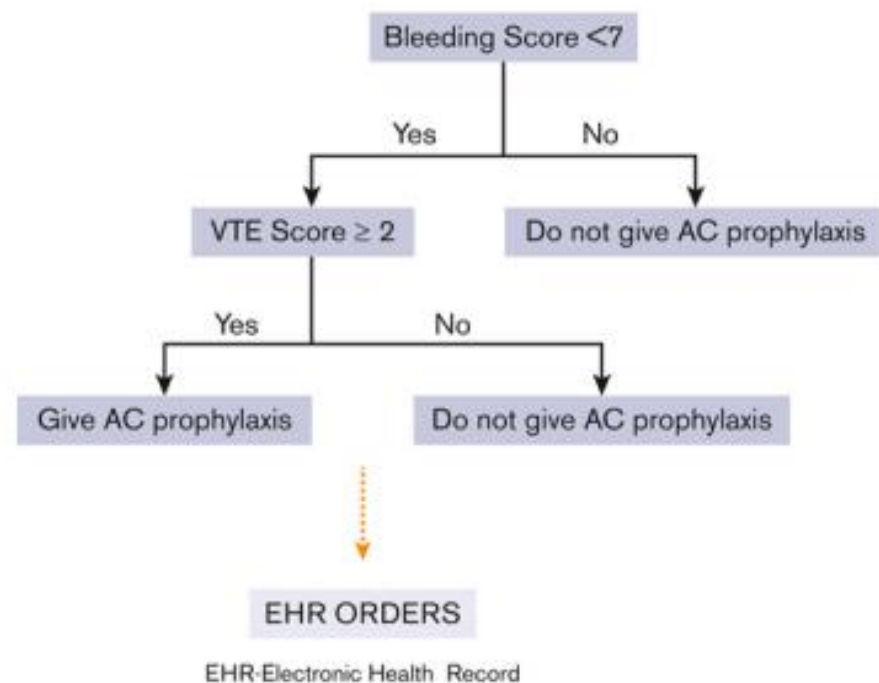 Bleeding Score <7
Yes No
VTE Score ≥ 2 Do not give AC prophylaxis
Yes No
Give AC prophylaxis Do not give AC prophylaxis
EHR ORDERS
EHR-Electronic Health Record